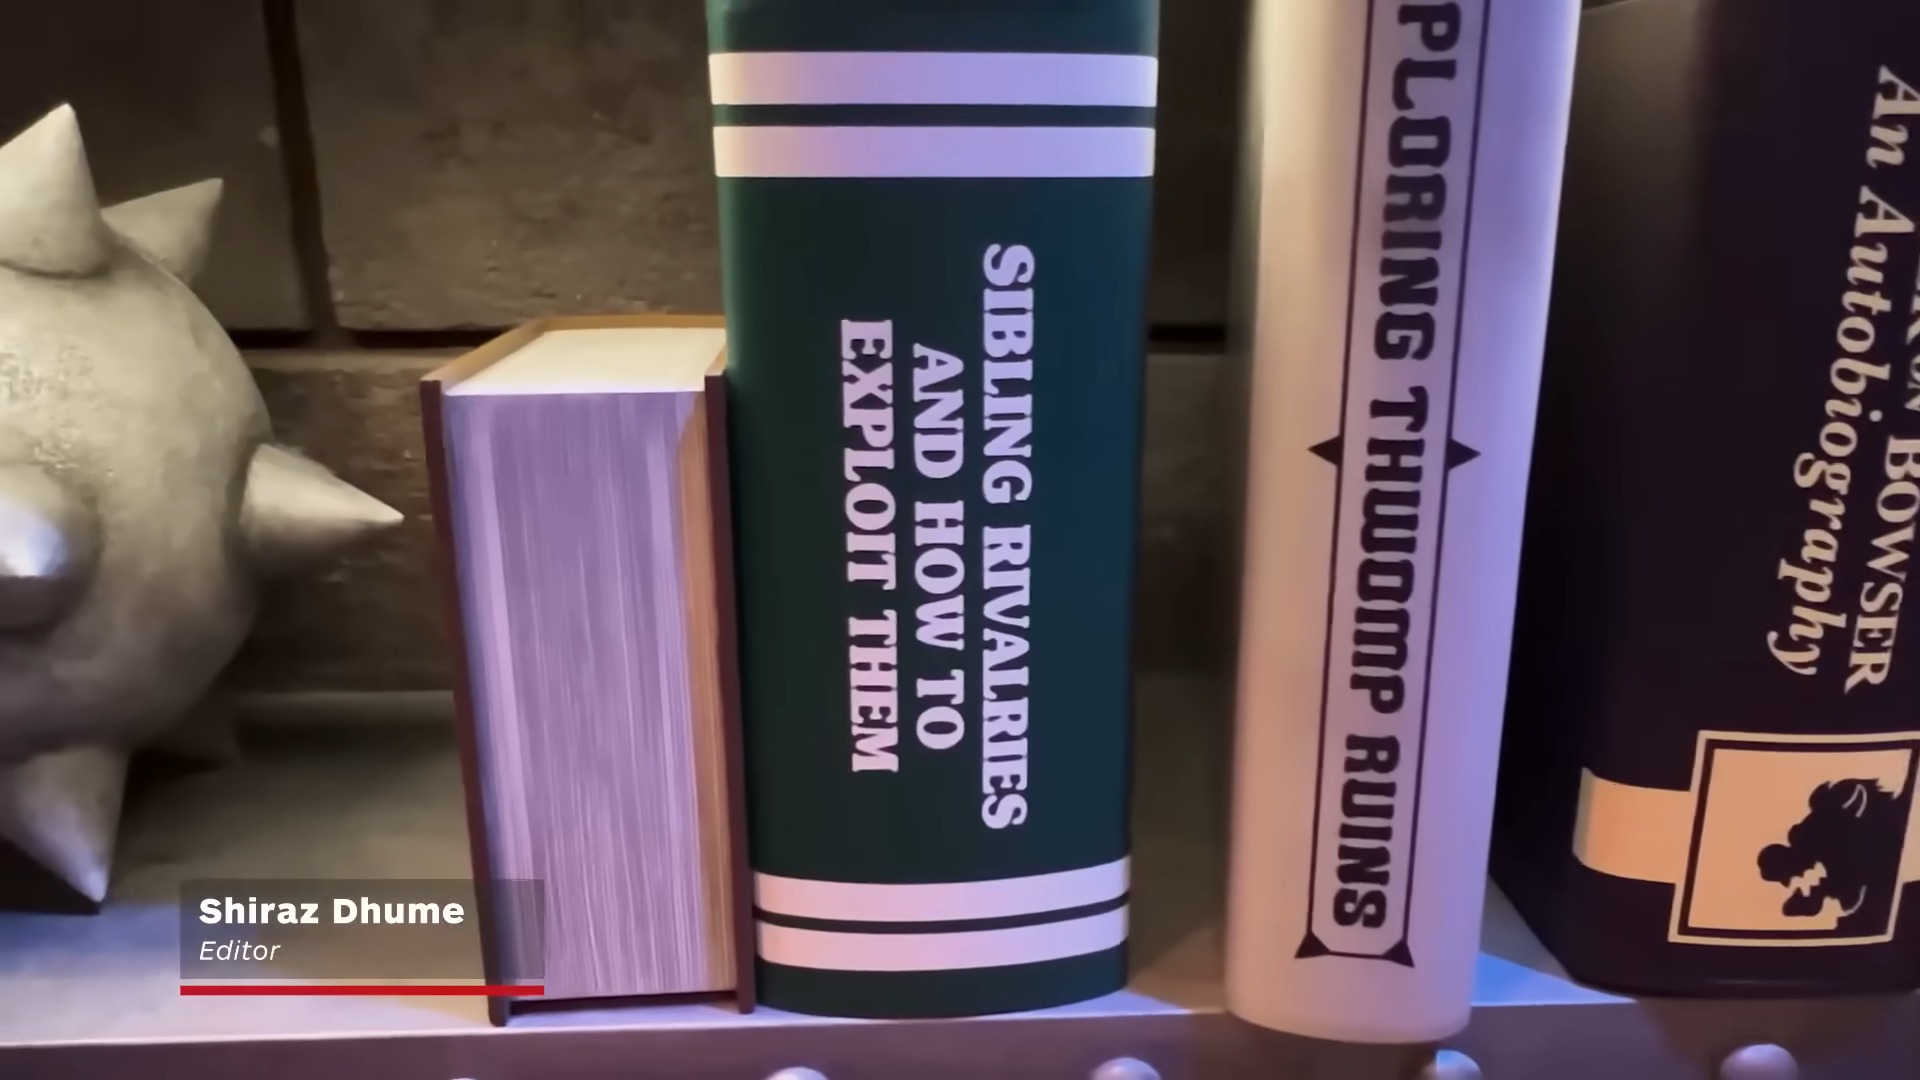 SIBLING RIVALRIES
AND HOW TO
EXPLOIT THEM
PLORING THWOMP RUINS
BOWSER
An Autobiography
Shiraz Dhume
Editor